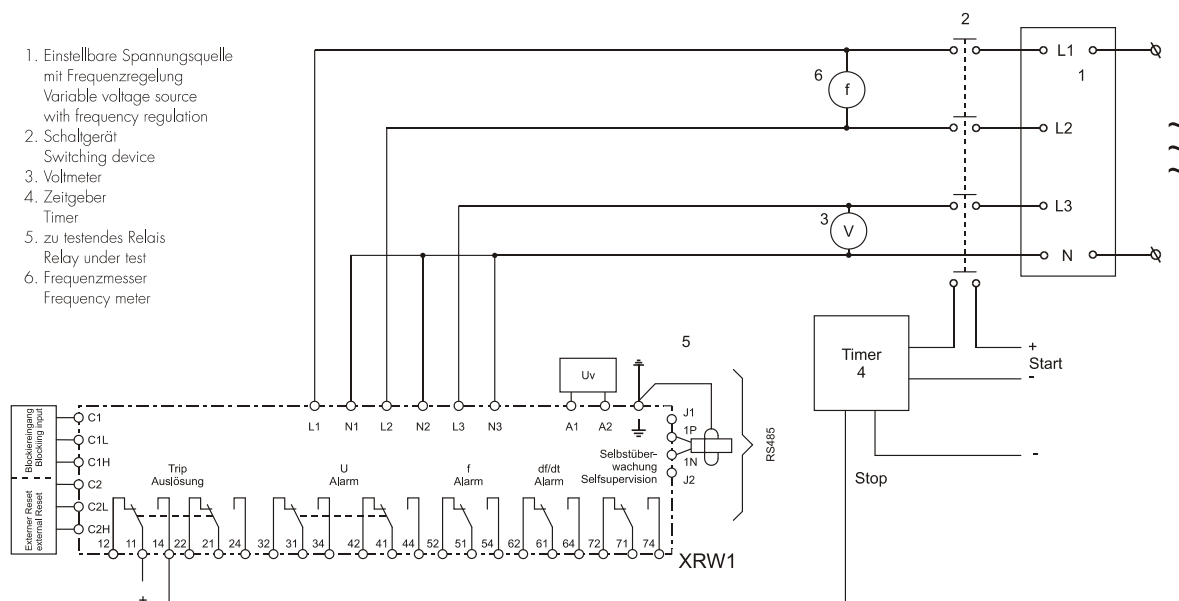 1. Einstellbare Spannungsquelle
mit Frequenzregelung
Variable voltage source
with frequency regulation
2. Schaltgerät
Switching device
3. Voltmeter
4. Zeitgeber
Timer
5. zu testendes Relais
Relay under test
6. Frequenzmesser
Frequency meter
2
L1
1
6
f
L2
L3
3
V
N
Timer
4
+
Start
-
-
Stop
5
Uv
L1 N1 L2 N2 L3 N3 A1 A2
J1
1P
1N
J2
RS485
Blockiereingang
Blocking input
Externer Reset
external Reset
C1
C1L
C1H
C2
C2L
C2H
Trip
Auslösung
U
Alarm
f
Alarm
df/dt
Alarm
Selbstüber-
wachung
Selfsupervision
12 11 14 22 21 24 32 31 34 42 41 44 52 51 54 62 61 64 72 71 74
XRW1
+